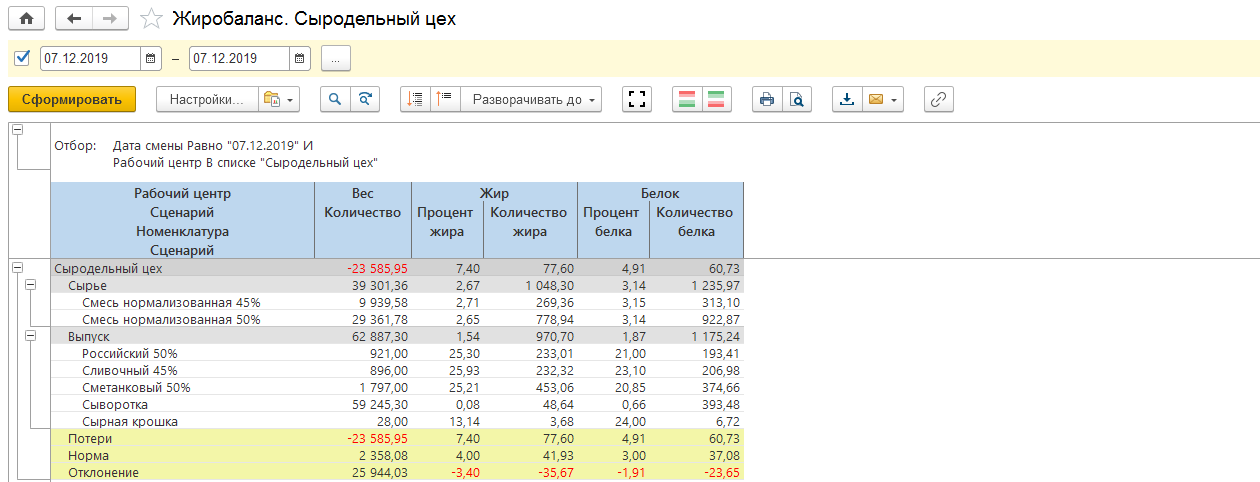 Жиробаланс. Сыродельный цех
07.12.2019 – 07.12.2019 ...
Сформировать Настройки... Разворачивать до
Отбор: Дата смены Равно "07.12.2019" И
Рабочий центр В списке "Сыродельный цех"
Рабочий центр Вес Жир Белок
Сценарий Количество Процент Количество Процент Количество
Номенклатура жира жира белка белка
Сценарий
Сыродельный цех -23 585,95 7,40 77,60 4,91 60,73
Сырье 39 301,36 2,67 1 048,30 3,14 1 235,97
Смесь нормализованная 45% 9 939,58 2,71 269,36 3,15 313,10
Смесь нормализованная 50% 29 361,78 2,65 778,94 3,14 922,87
Выпуск 62 887,30 1,54 970,70 1,87 1 175,24
Российский 50% 921,00 25,30 233,01 21,00 193,41
Сливочный 45% 896,00 25,93 232,32 23,10 206,98
Сметанковый 50% 1 797,00 25,21 453,06 20,85 374,66
Сыворотка 59 245,30 0,08 48,64 0,66 393,48
Сырная крошка 28,00 13,14 3,68 24,00 6,72
Потери -23 585,95 7,40 77,60 4,91 60,73
Норма 2 358,08 4,00 41,93 3,00 37,08
Отклонение 25 944,03 -3,40 -35,67 -1,91 -23,65